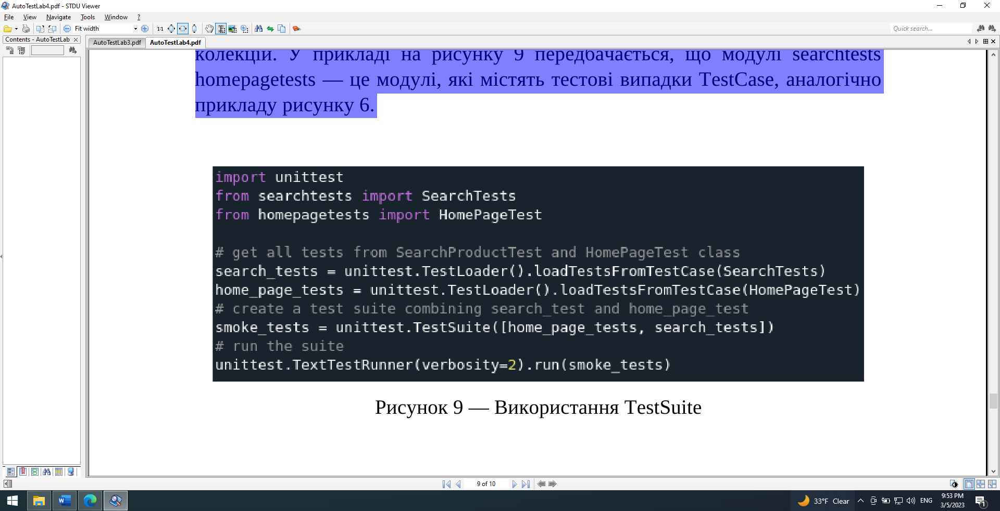 AutoTestLab4.pdf - STDU Viewer
File View Navigate Tools Window ?
Fit width 1:1 Quick search...
Contents - AutoTestLab
AutoTestLab3.pdf AutoTestLab4.pdf
колекцій. У прикладі на рисунку 9 передбачається, що модулі searchtests
homepagetests — це модулі, які містять тестові випадки TestCase, аналогічно
прикладу рисунку 6.
import unittest
from searchtests import SearchTests
from homepagetests import HomePageTest
# get all tests from SearchProductTest and HomePageTest class
search_tests = unittest.TestLoader().loadTestsFromTestCase(SearchTests)
home_page_tests = unittest.TestLoader().loadTestsFromTestCase(HomePageTest)
# create a test suite combining search_test and home_page_test
smoke_tests = unittest.TestSuite([home_page_tests, search_tests])
# run the suite
unittest.TextTestRunner(verbosity=2).run(smoke_tests)
Рисунок 9 — Використання TestSuite
9 of 10
33°F Clear ENG
9:53 PM
3/5/2023
1